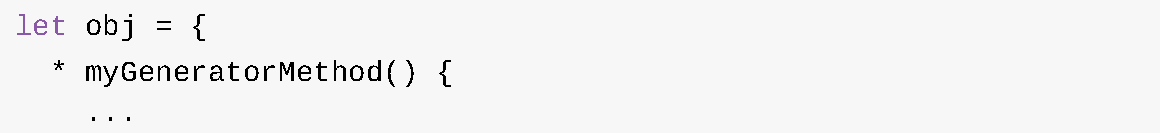 let obj = {
  * myGeneratorMethod() {
    ...